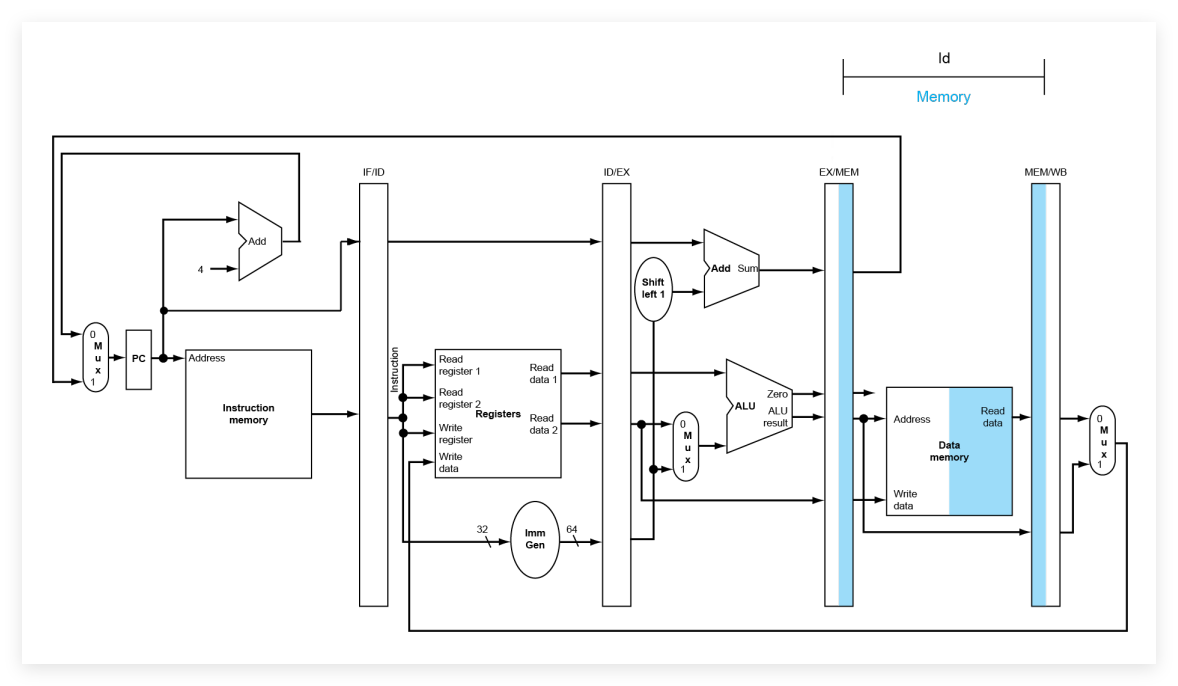 ld
Memory
IF/ID
ID/EX
EX/MEM
MEM/WB
Add
4
Add Sum
Shift
left 1
0
M
u
x
1
PC
Address
Instruction
memory
Instruction
Read
register 1
Read
register 2
Write
register
Write
data
Registers
Read
data 1
Read
data 2
0
M
u
x
1
ALU
Zero
ALU
result
Address
Read
data
Data
memory
Write
data
0
M
u
x
1
32
Imm
Gen
64